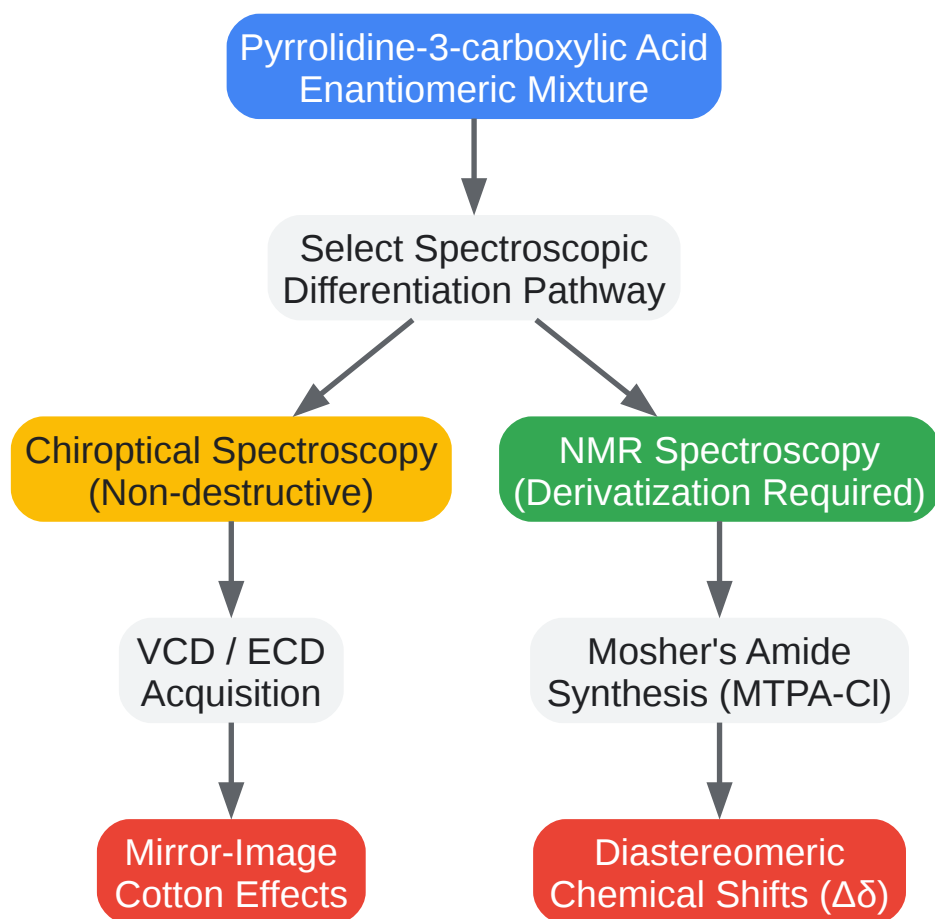 Pyrrolidine-3-carboxylic Acid
Enantiomeric Mixture
Select Spectroscopic
Differentiation Pathway
Chiroptical Spectroscopy
(Non-destructive)
NMR Spectroscopy
(Derivatization Required)
VCD / ECD
Acquisition
Mosher's Amide
Synthesis (MTPA-Cl)
Mirror-Image
Cotton Effects
Diastereomeric
Chemical Shifts (Δδ)